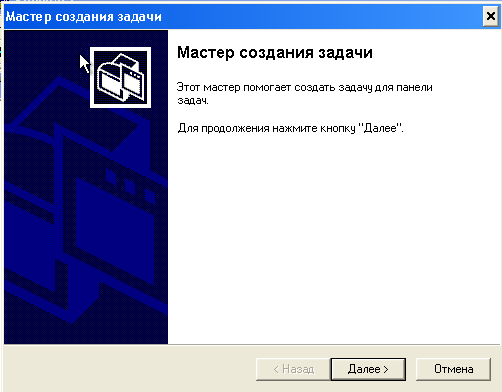 Мастер создания задачи
Мастер создания задачи
Этот мастер помогает создать задачу для панели
задач.
Для продолжения нажмите кнопку "Далее".
< Назад
Далее >
Отмена